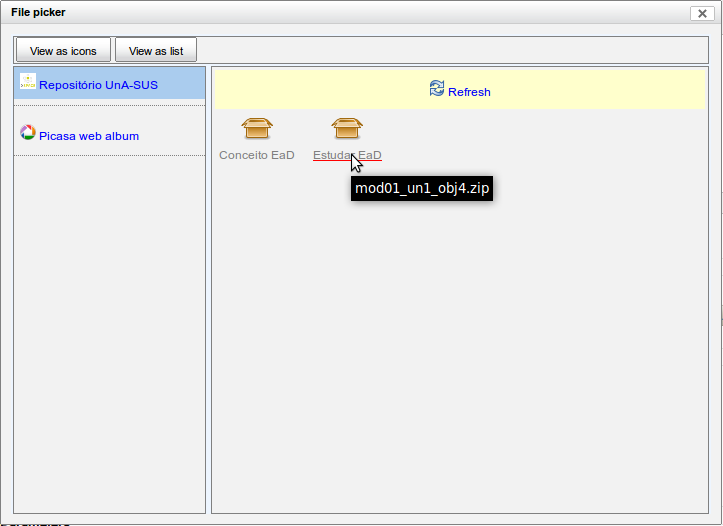 File picker
View as icons
View as list
Repositório UnA-SUS
Picasa web album
Refresh
Conceito EaD
Estudar EaD
mod01_un1_obj4.zip